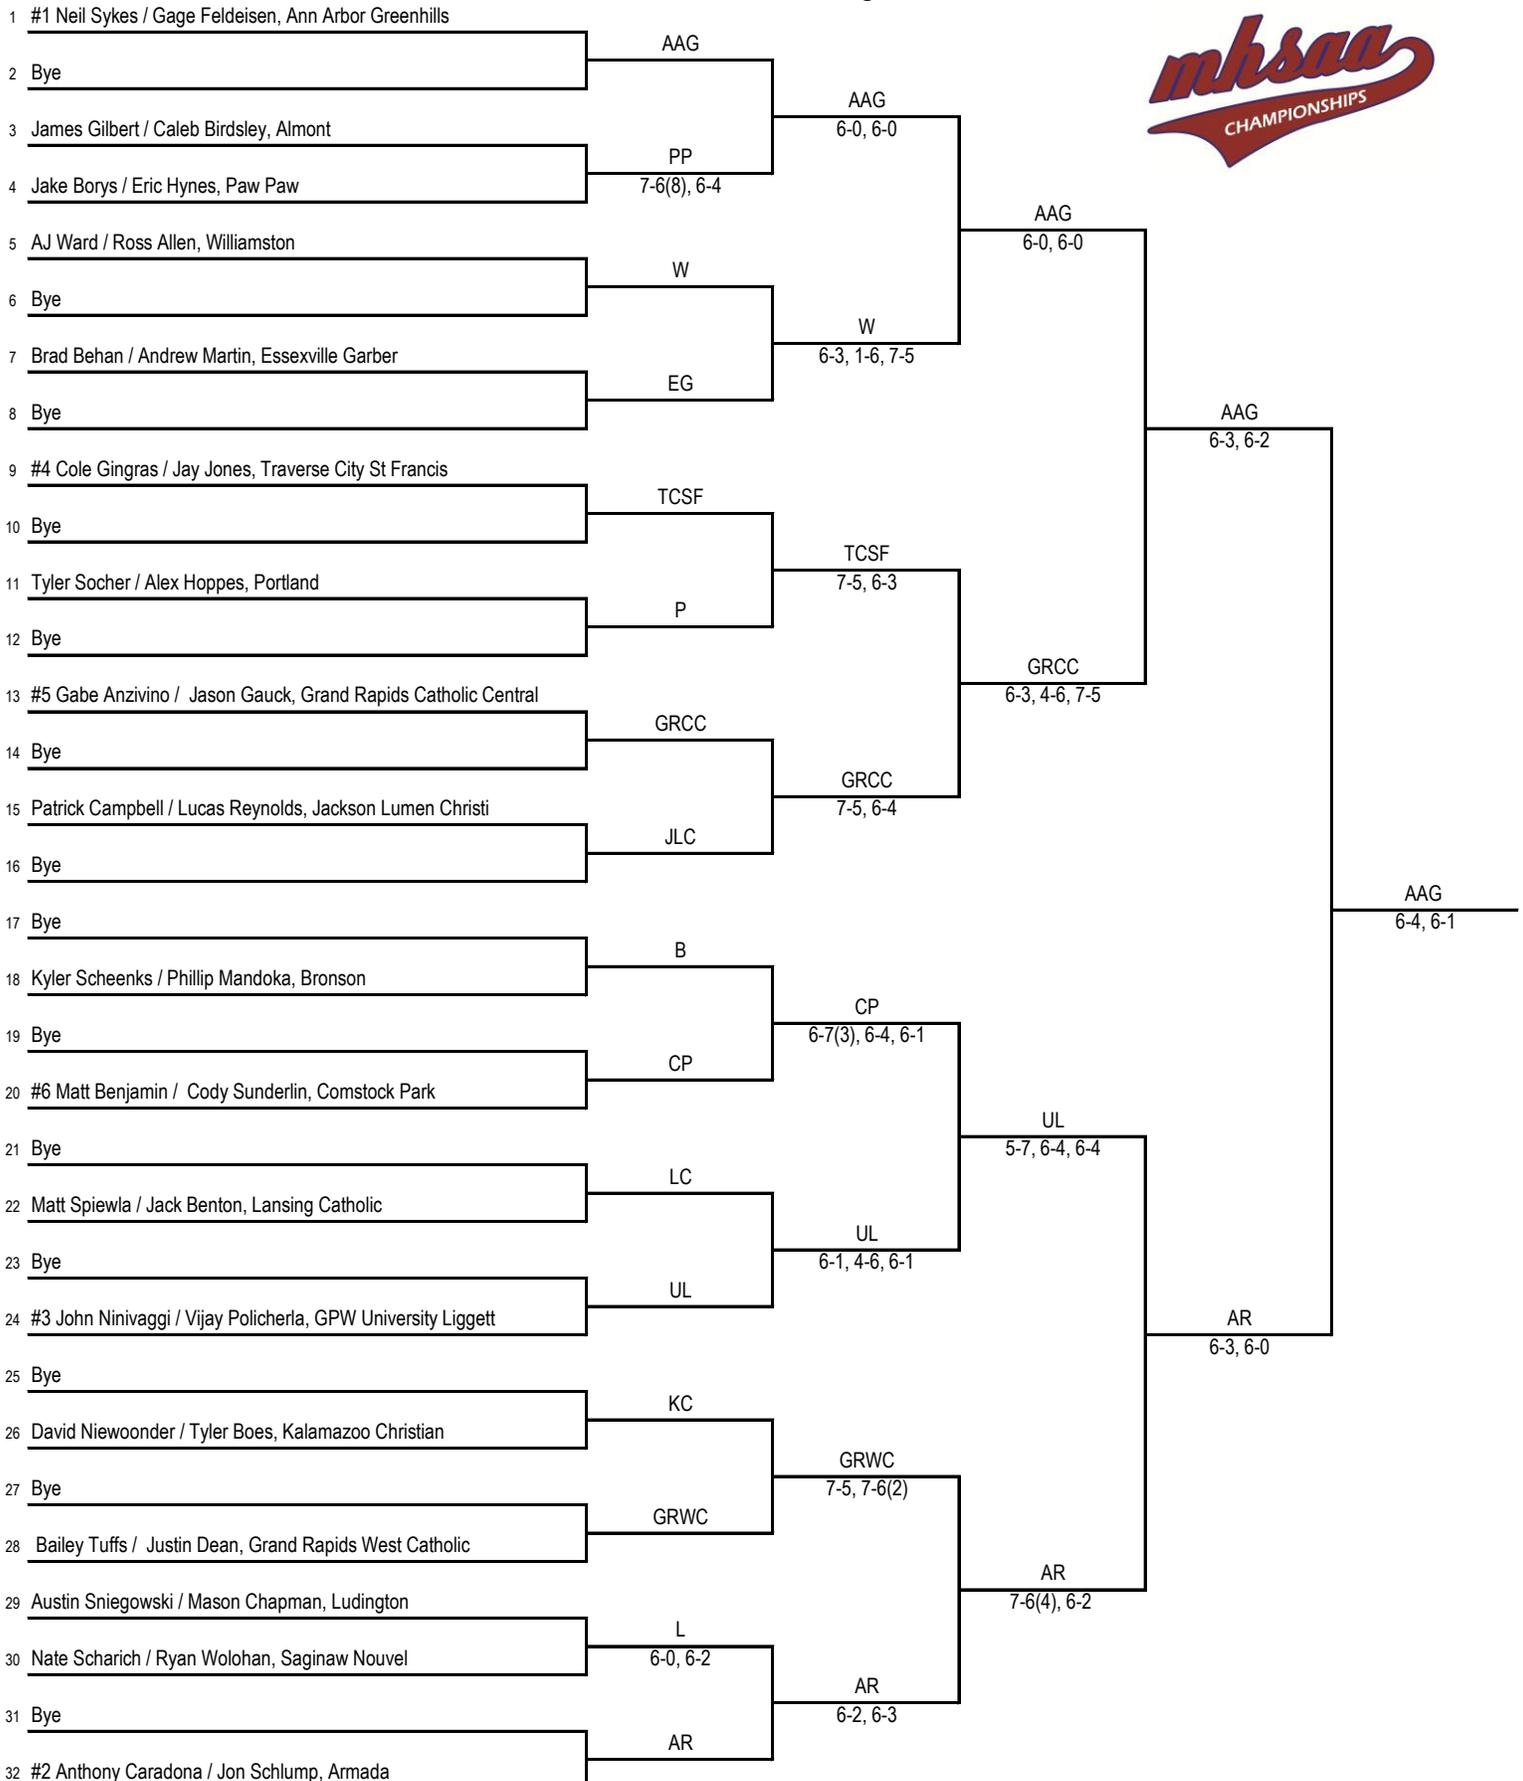 mhsaa
CHAMPIONSHIPS
1 #1 Neil Sykes / Gage Feldeisen, Ann Arbor Greenhills
AAG
2 Bye
AAG
6-0, 6-0
3 James Gilbert / Caleb Birdsley, Almont
PP
7-6(8), 6-4
4 Jake Borys / Eric Hynes, Paw Paw
AAG
6-0, 6-0
5 AJ Ward / Ross Allen, Williamston
W
6 Bye
W
6-3, 1-6, 7-5
7 Brad Behan / Andrew Martin, Essexville Garber
EG
8 Bye
AAG
6-3, 6-2
9 #4 Cole Gingras / Jay Jones, Traverse City St Francis
TCSF
10 Bye
TCSF
7-5, 6-3
11 Tyler Socher / Alex Hoppes, Portland
P
12 Bye
GRCC
6-3, 4-6, 7-5
13 #5 Gabe Anzivino / Jason Gauck, Grand Rapids Catholic Central
GRCC
14 Bye
GRCC
7-5, 6-4
15 Patrick Campbell / Lucas Reynolds, Jackson Lumen Christi
JLC
16 Bye
AAG
6-4, 6-1
17 Bye
B
18 Kyler Scheenks / Phillip Mandoka, Bronson
CP
6-7(3), 6-4, 6-1
19 Bye
CP
20 #6 Matt Benjamin / Cody Sunderlin, Comstock Park
UL
5-7, 6-4, 6-4
21 Bye
LC
22 Matt Spiewla / Jack Benton, Lansing Catholic
UL
6-1, 4-6, 6-1
23 Bye
UL
24 #3 John Ninivaggi / Vijay Policherla, GPW University Liggett
AR
6-3, 6-0
25 Bye
KC
26 David Niewoonder / Tyler Boes, Kalamazoo Christian
GRWC
7-5, 7-6(2)
27 Bye
GRWC
28 Bailey Tuffs / Justin Dean, Grand Rapids West Catholic
AR
7-6(4), 6-2
29 Austin Sniegowski / Mason Chapman, Ludington
L
6-0, 6-2
30 Nate Scharich / Ryan Wolohan, Saginaw Nouvel
AR
6-2, 6-3
31 Bye
AR
32 #2 Anthony Caradona / Jon Schlump, Armada